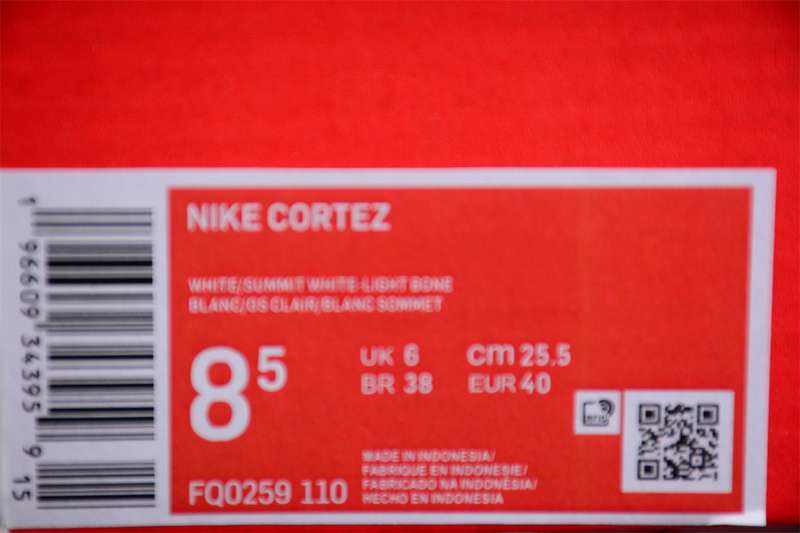 NIKE CORTEZ
WHITE/SUMMIT WHITE-LIGHT BONE
BLANC/OS CLAIR/BLANC SOMMET
8 5
UK 6 cm 25.5
BR 38 EUR 40
FQ0259 110
MADE IN INDONESIA/
FABRIQUE EN INDONESIE/
FABRICADO NA INDONÉSIA/
HECHO EN INDONESIA
1 96609 34395 9 15